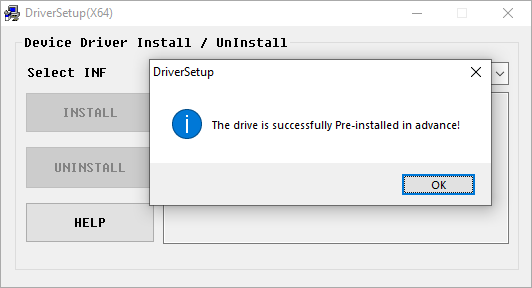 DriverSetup(X64)
Device Driver Install / UnInstall
Select INF
DriverSetup
INSTALL
The drive is successfully Pre-installed in advance!
UNINSTALL
OK
HELP